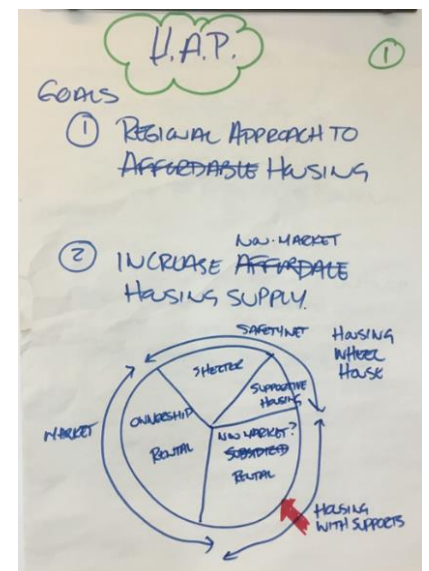 H.A.P.
1
GOALS
1 REGIONAL APPROACH TO
AFFORDABLE HOUSING
NON-MARKET
2 INCREASE AFFORDABLE
HOUSING SUPPLY.
SAFETY NET
HOUSING
WHEEL
HOUSE
SHELTER
SUPPORTIVE
HOUSING
MARKET
OWNERSHIP
RENTAL
NON MARKET?
SUBSIDIZED
RENTAL
HOUSING
WITH SUPPORTS